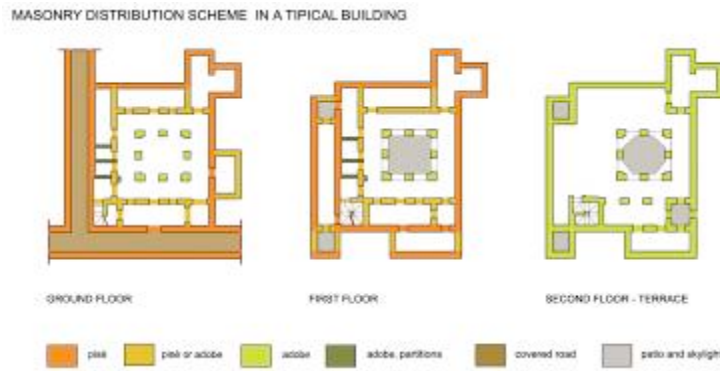 MASONRY DISTRIBUTION SCHEME IN A TIPICAL BUILDING
GROUND FLOOR
FIRST FLOOR
SECOND FLOOR - TERRACE
pisé
pisé or adobe
adobe
adobe, partitions
covered road
patio and skylight